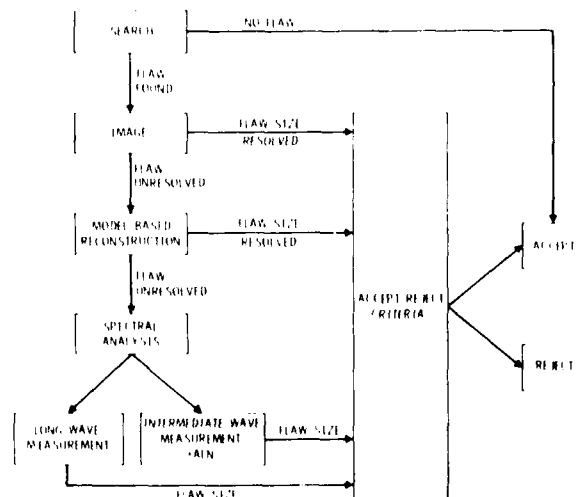 SEARCH
NO FLAW
FLAW
FOUND
IMAGE
FLAW SIZE
RESOLVED
FLAW
UNRESOLVED
MODEL BASED
RECONSTRUCTION
FLAW SIZE
RESOLVED
ACCEPT
FLAW
UNRESOLVED
ACCEPT REJECT
CRITERIA
SPECTRAL
ANALYSIS
REJECT
LONG WAVE
MEASUREMENT
INTERMEDIATE WAVE
MEASUREMENT
FLAW SIZE
FLAW SIZE